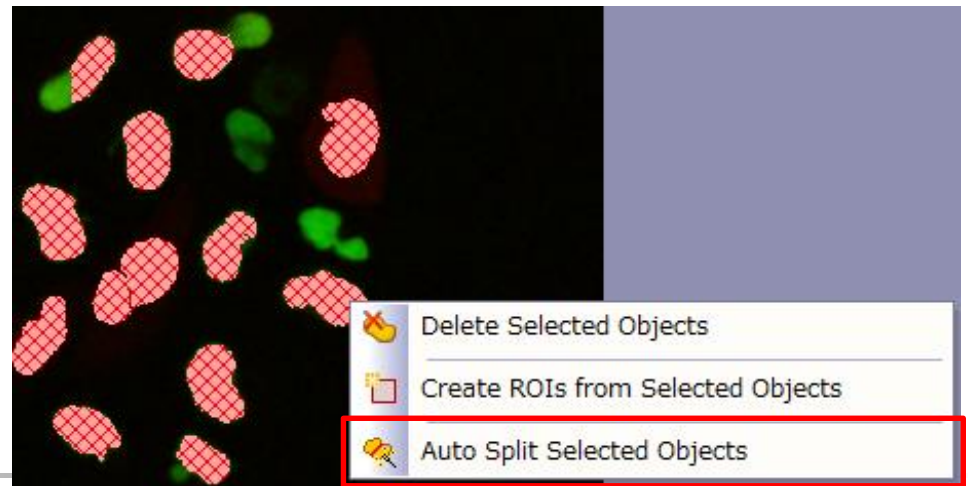 Delete Selected Objects
Create ROIs from Selected Objects
Auto Split Selected Objects